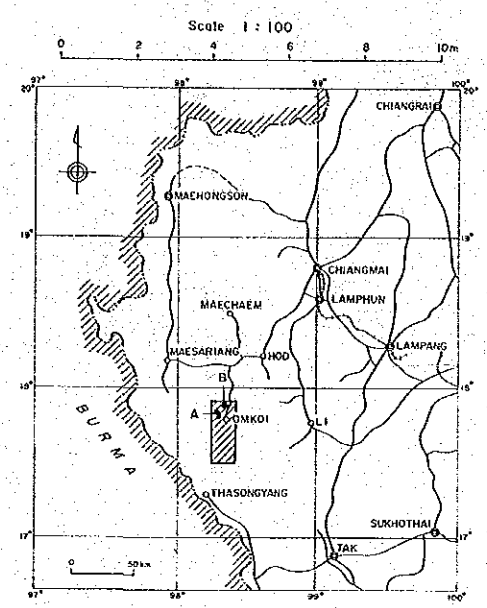 Scale 1 : 100
0 2 4 6 8 10m
97° 98° 99° 100°
20° 20°
CHIANGRAI
MAEHONGSON
19° 19°
CHIANGMAI
LAMPHUN
MAECHAEM
LAMPANG
MAESARIANG HOD
18° 18°
B
A OMKOI LI
BURMA
THASONGYANG
SUKHOTHAI
17° 17°
TAK
0 50km
97° 98° 99° 100°